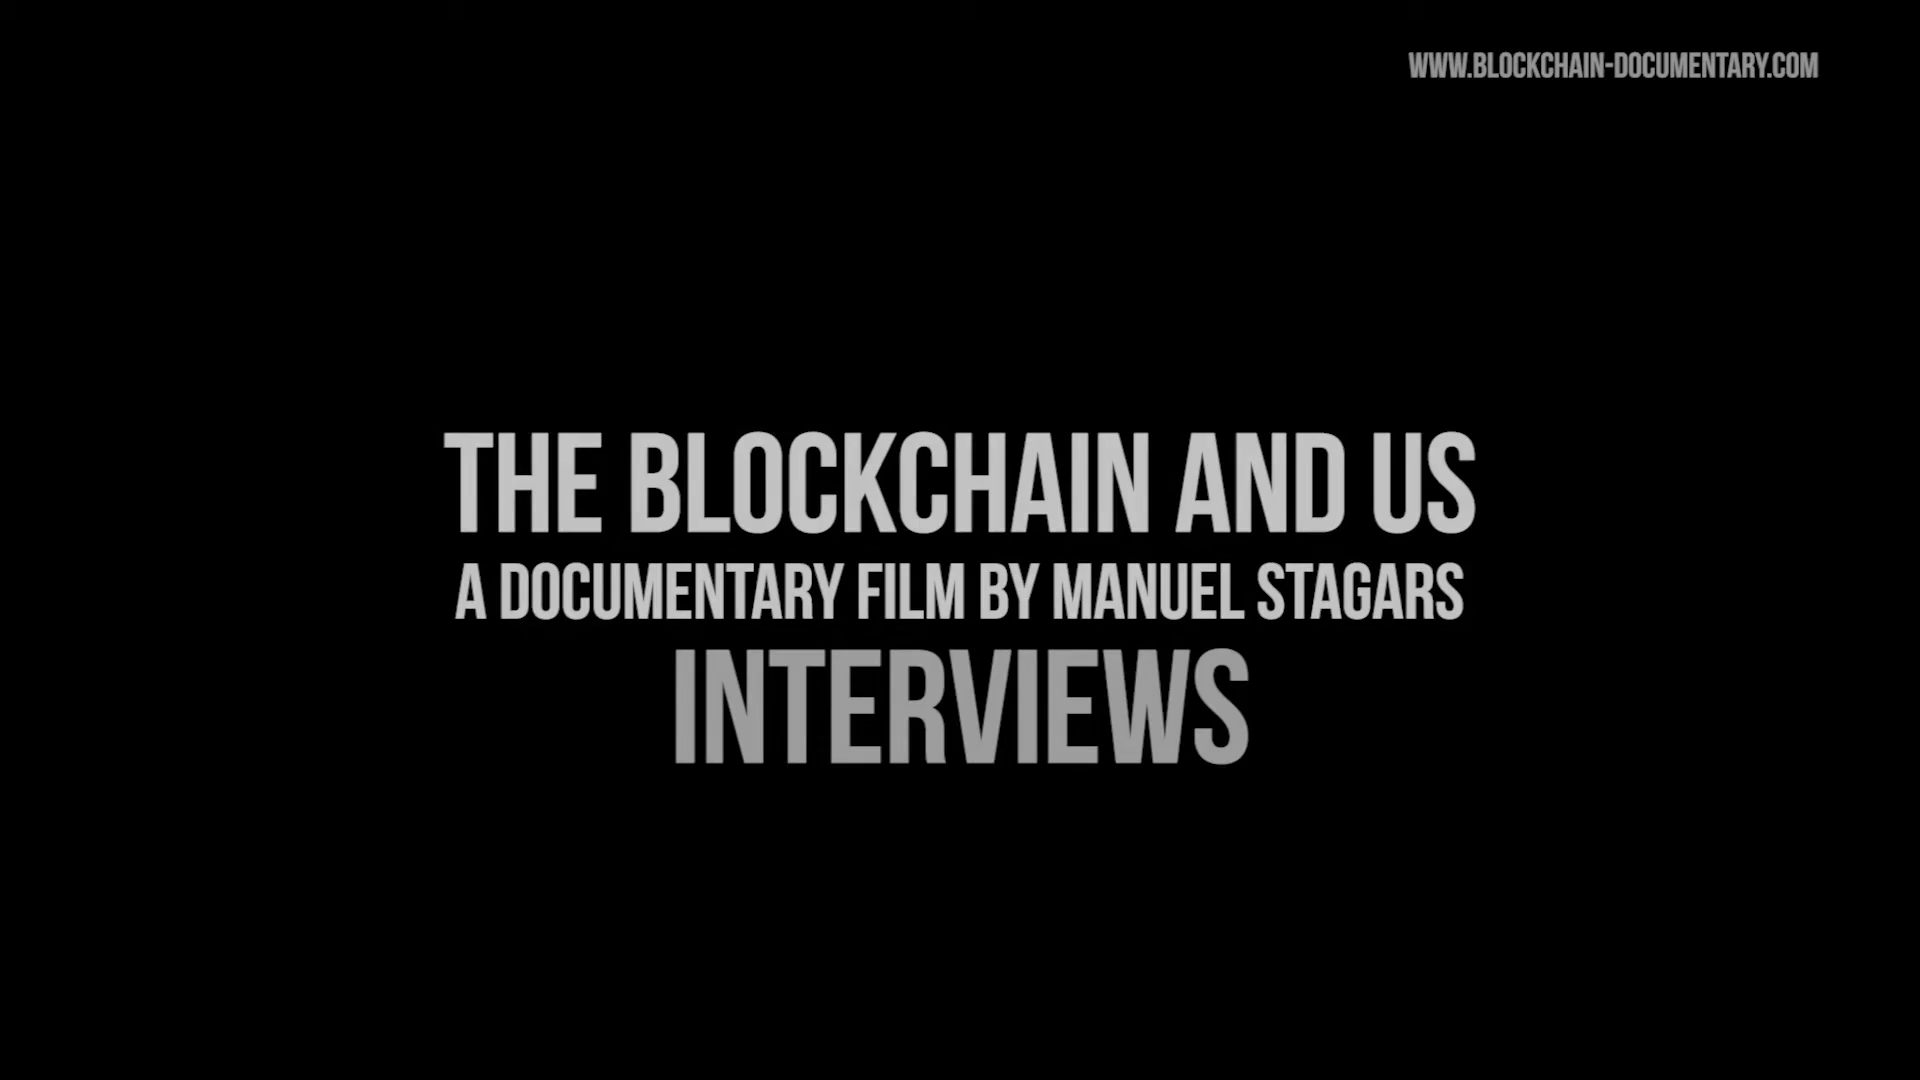 WWW.BLOCKCHAIN-DOCUMENTARY.COM
THE BLOCKCHAIN AND US
A DOCUMENTARY FILM BY MANUEL STAGARS
INTERVIEWS